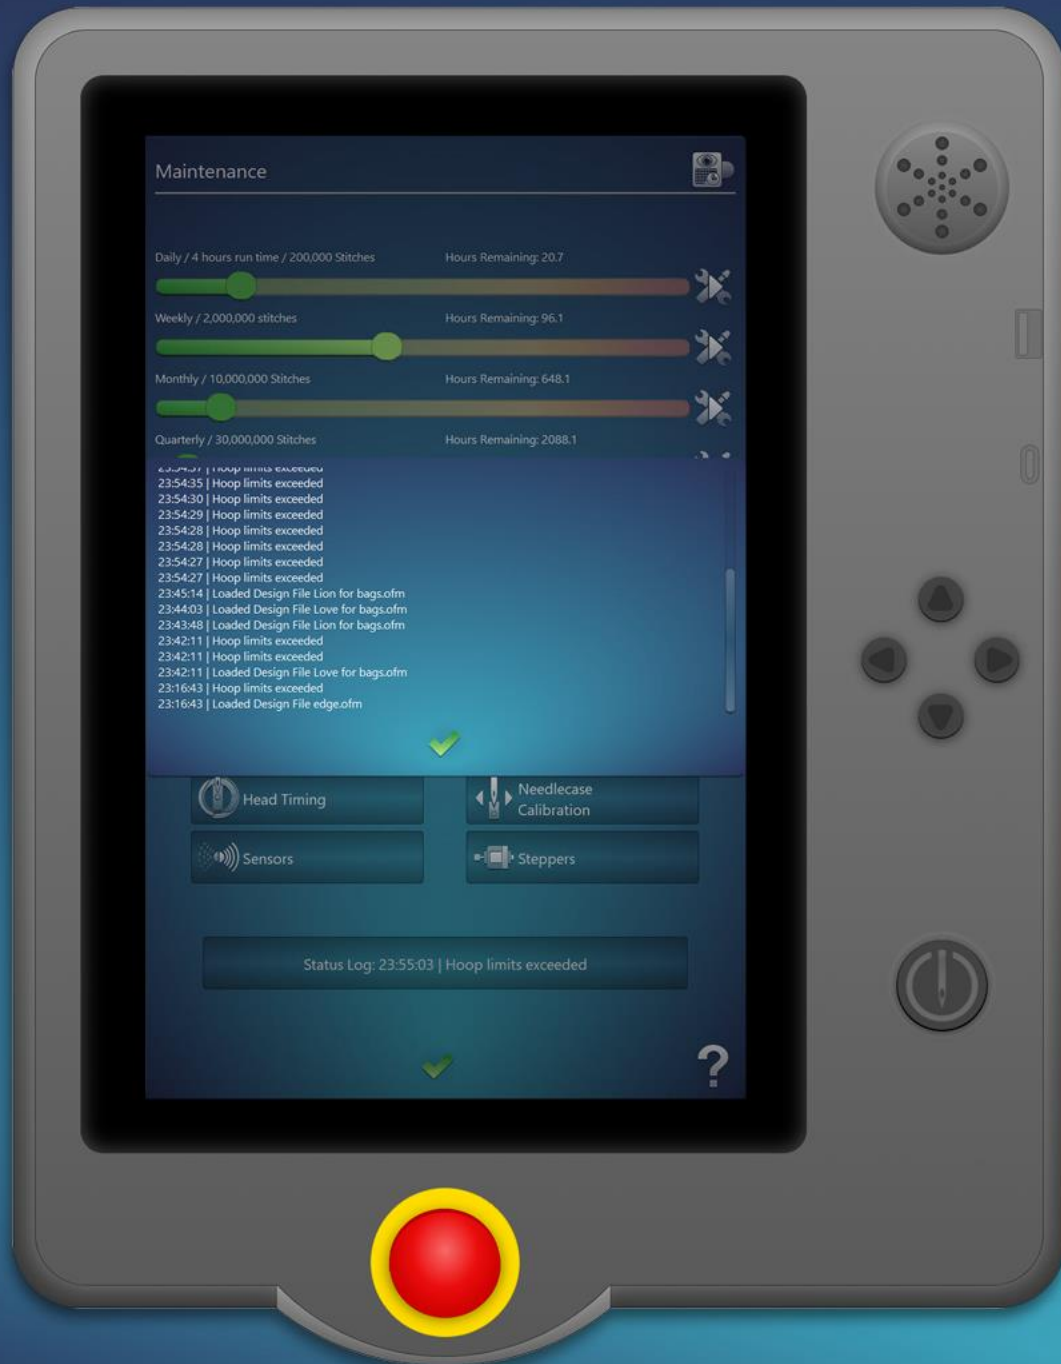 Maintenance
Daily / 4 hours run time / 200,000 Stitches Hours Remaining: 20.7
Weekly / 2,000,000 stitches Hours Remaining: 96.1
Monthly / 10,000,000 Stitches Hours Remaining: 648.1
Quarterly / 30,000,000 Stitches Hours Remaining: 2088.1
23:54:37 | Hoop limits exceeded
23:54:35 | Hoop limits exceeded
23:54:30 | Hoop limits exceeded
23:54:29 | Hoop limits exceeded
23:54:28 | Hoop limits exceeded
23:54:28 | Hoop limits exceeded
23:54:27 | Hoop limits exceeded
23:54:27 | Hoop limits exceeded
23:45:14 | Loaded Design File Lion for bags.ofm
23:44:03 | Loaded Design File Love for bags.ofm
23:43:48 | Loaded Design File Lion for bags.ofm
23:42:11 | Hoop limits exceeded
23:42:11 | Hoop limits exceeded
23:42:11 | Loaded Design File Love for bags.ofm
23:16:43 | Hoop limits exceeded
23:16:43 | Loaded Design File edge.ofm
Head Timing
Needlecase
Calibration
Sensors
Steppers
Status Log: 23:55:03 | Hoop limits exceeded
?